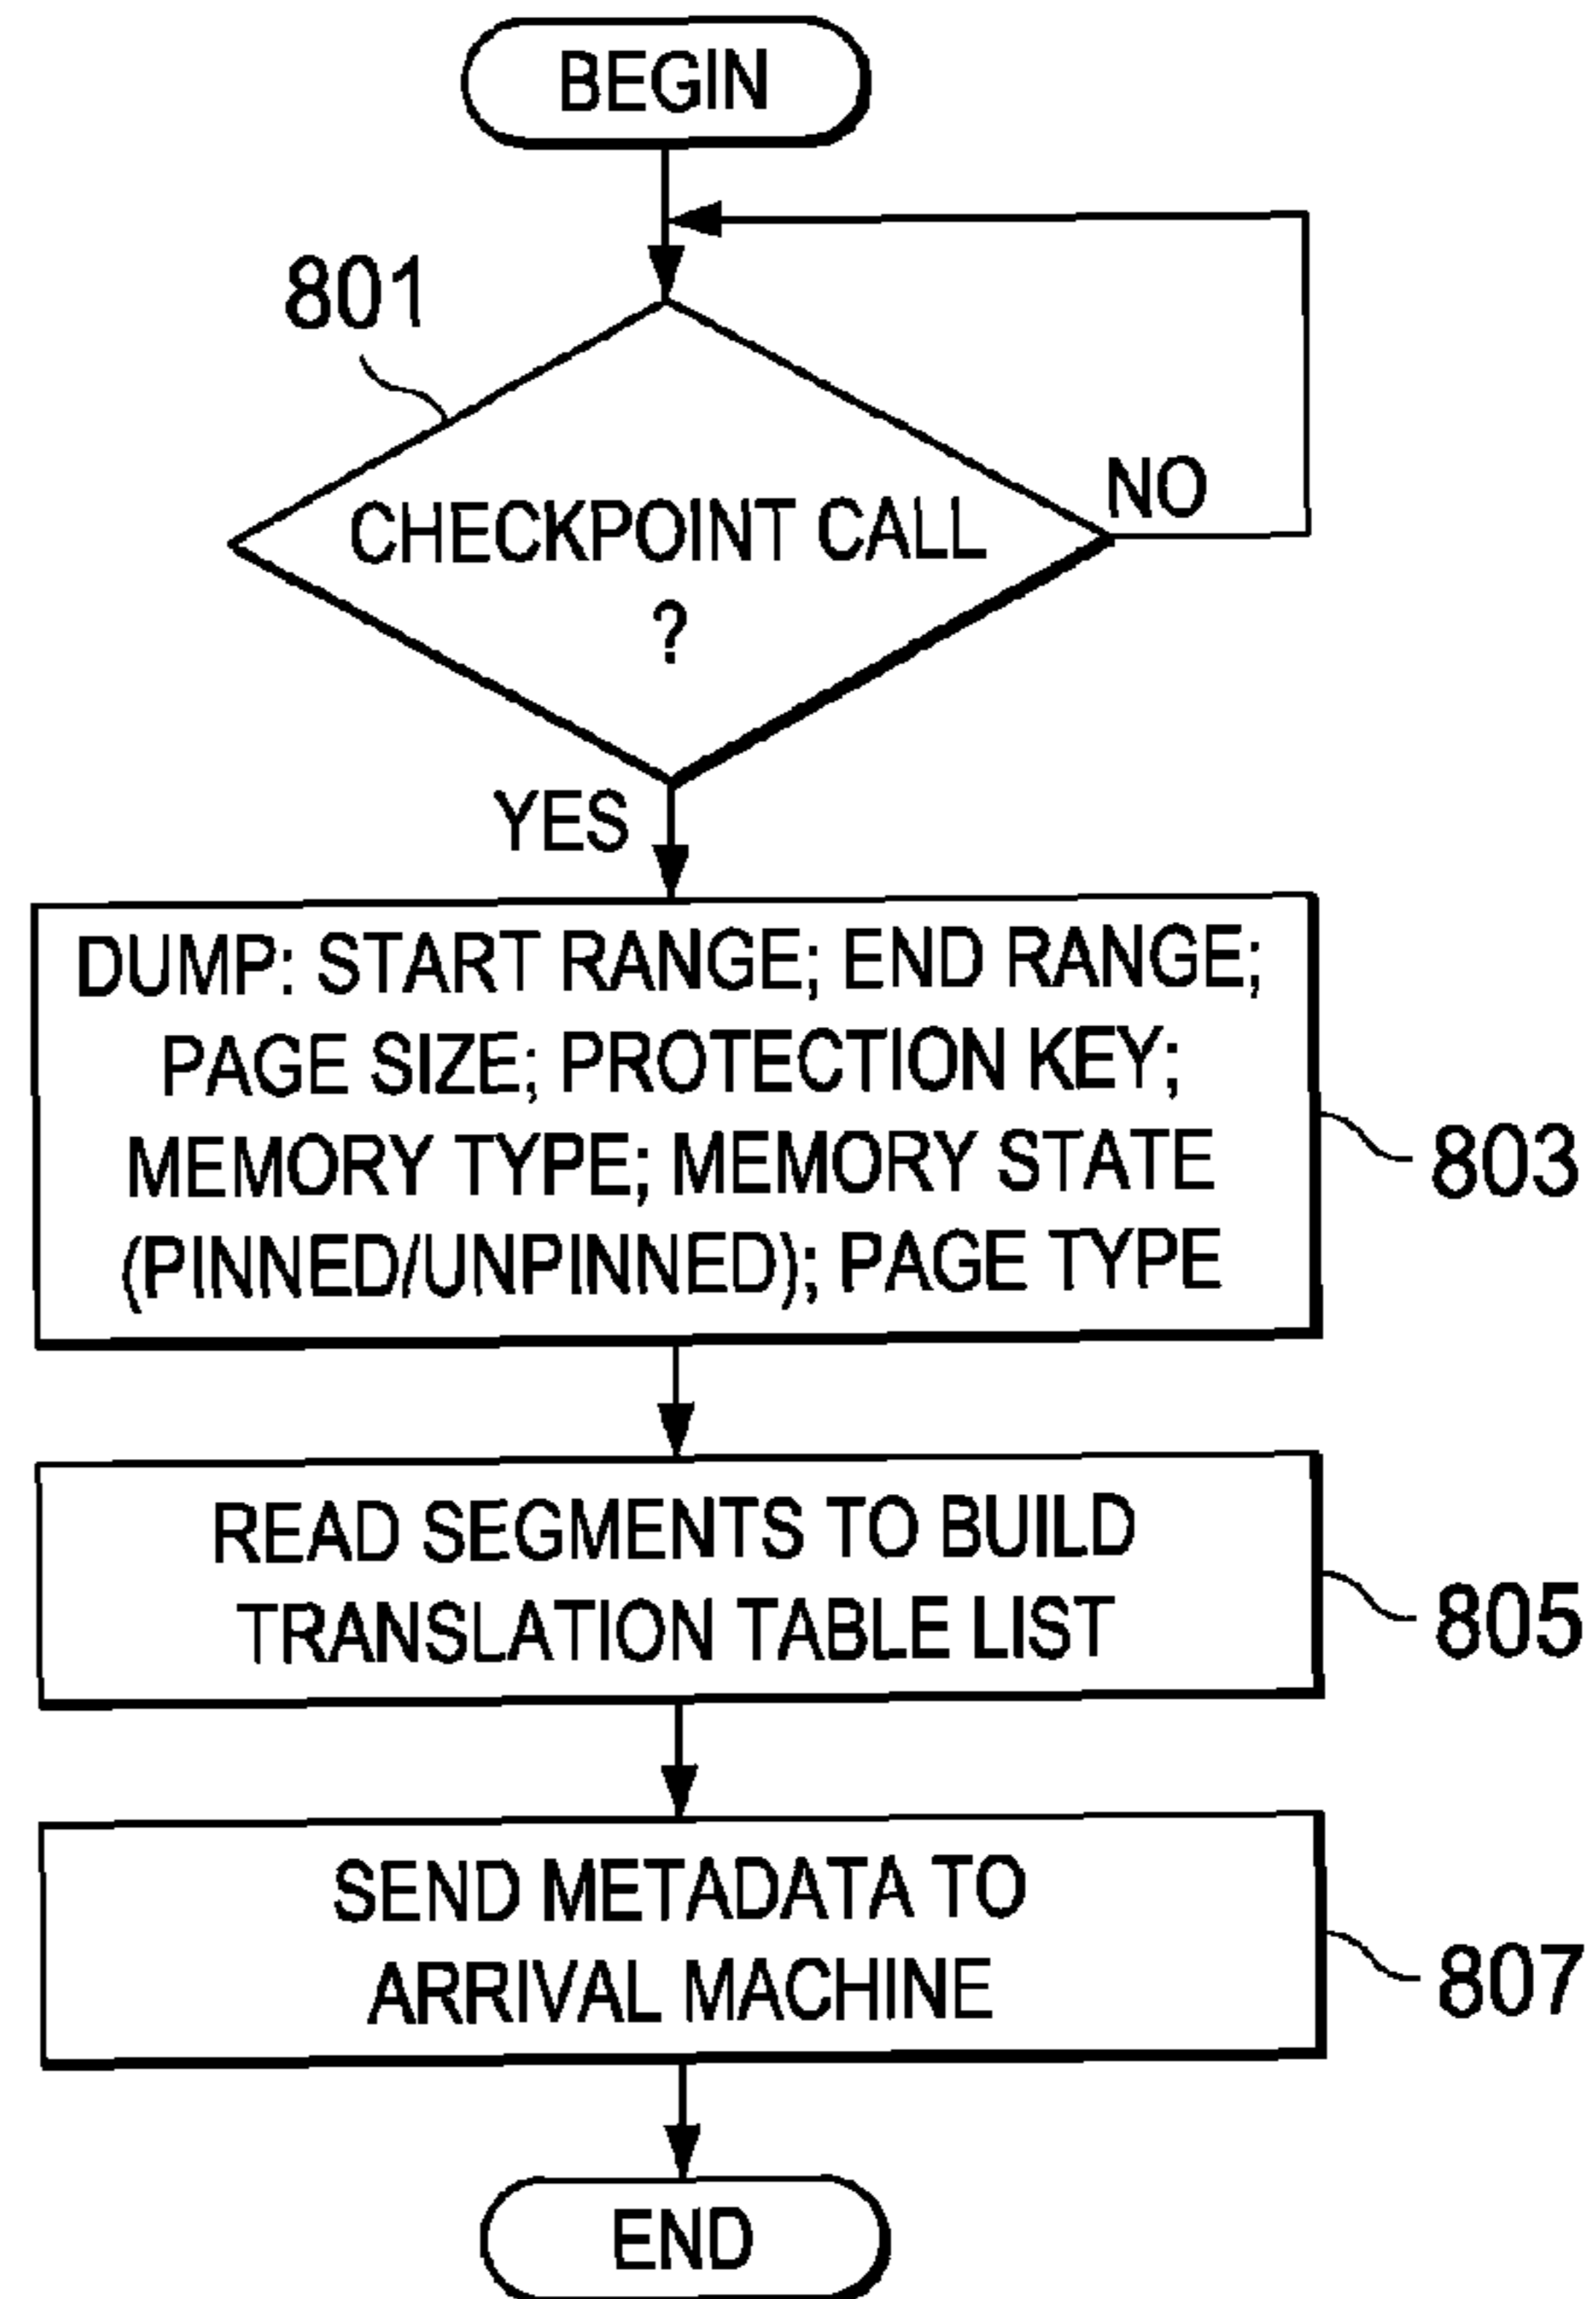 BEGIN
801
CHECKPOINT CALL
?
NO
YES
DUMP: START RANGE; END RANGE;
PAGE SIZE; PROTECTION KEY;
MEMORY TYPE; MEMORY STATE
(PINNED/UNPINNED); PAGE TYPE
803
READ SEGMENTS TO BUILD
TRANSLATION TABLE LIST
805
SEND METADATA TO
ARRIVAL MACHINE
807
END